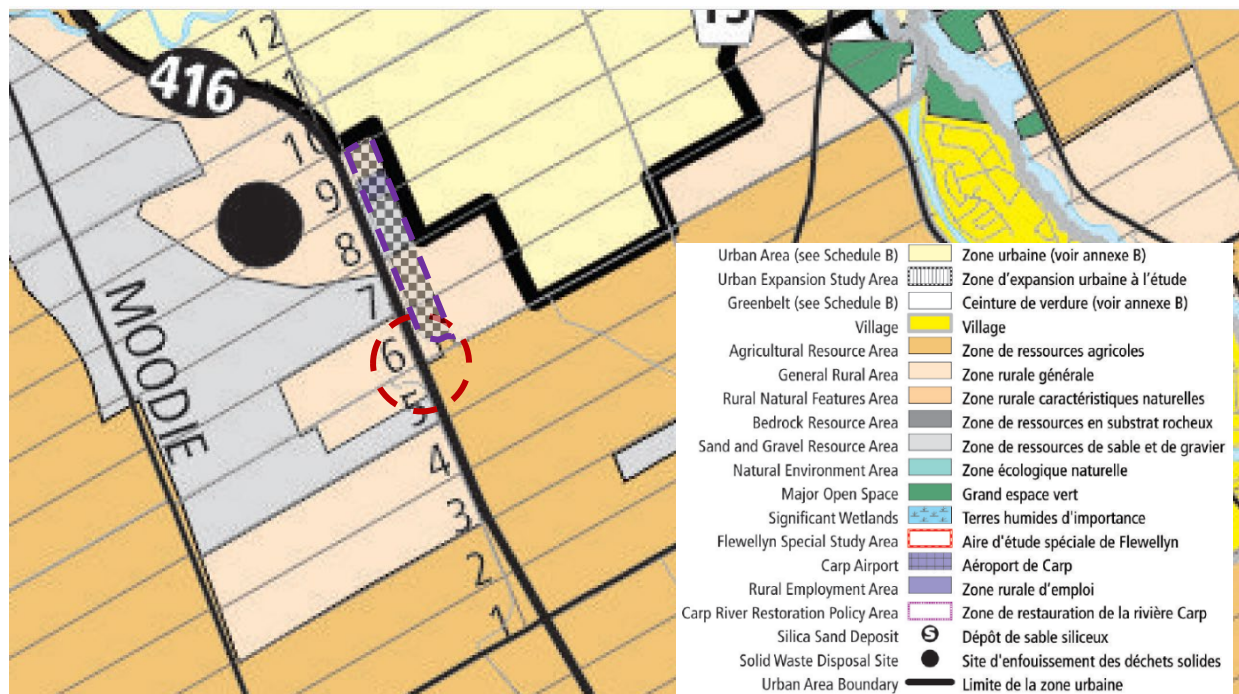 12
11
416
10
9
8
7
6
5
4
3
2
1
MOODIE
Urban Area (see Schedule B) Zone urbaine (voir annexe B)
Urban Expansion Study Area Zone d'expansion urbaine à l'étude
Greenbelt (see Schedule B) Ceinture de verdure (voir annexe B)
Village Village
Agricultural Resource Area Zone de ressources agricoles
General Rural Area Zone rurale générale
Rural Natural Features Area Zone rurale caractéristiques naturelles
Bedrock Resource Area Zone de ressources en substrat rocheux
Sand and Gravel Resource Area Zone de ressources de sable et de gravier
Natural Environment Area Zone écologique naturelle
Major Open Space Grand espace vert
Significant Wetlands Terres humides d'importance
Flewellyn Special Study Area Aire d'étude spéciale de Flewellyn
Carp Airport Aéroport de Carp
Rural Employment Area Zone rurale d'emploi
Carp River Restoration Policy Area Zone de restauration de la rivière Carp
Silica Sand Deposit S Dépôt de sable siliceux
Solid Waste Disposal Site Site d'enfouissement des déchets solides
Urban Area Boundary Limite de la zone urbaine